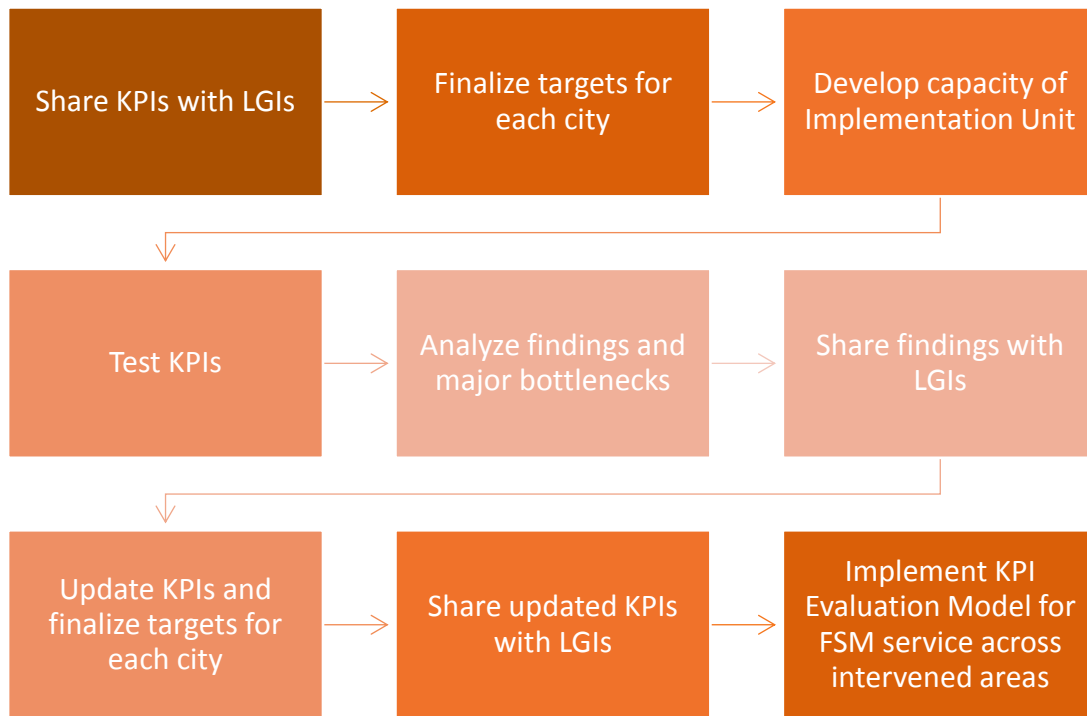 Share KPIs with LGIs
Finalize targets for
each city
Develop capacity of
Implementation Unit
Test KPIs
Analyze findings and
major bottlenecks
Share findings with
LGIs
Update KPIs and
finalize targets for
each city
Share updated KPIs
with LGIs
Implement KPI
Evaluation Model for
FSM service across
intervened areas